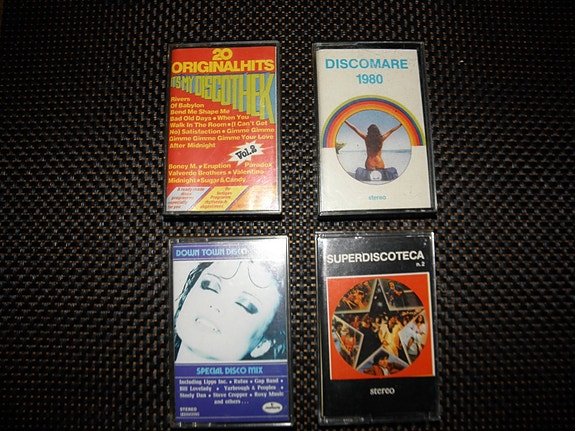 20
ORIGINALHITS
IT'S MY DISCOTHEK
Rivers
Of Babylon
Bend Me Shape Me
Bad Old Days • When You
Walk In The Room • (I Can't Get
No) Satisfaction • Gimme Gimme
Gimme Gimme Gimme Your Love
After Midnight
Vol.2
Boney M. • Eruption Paradox
Valverde Brothers • Valentino
Midnight • Sugar & Candy
DISCOMARE
1980
stereo
DOWN TOWN DISCO
SPECIAL DISCO MIX
Including Lipps Inc. • Rufus • Gap Band •
Bill Lovelady • Yarbrough & Peoples •
Steely Dan • Steve Cropper • Roxy Music
and others . . .
STEREO
SUPERDISCOTECA
n.2
stereo